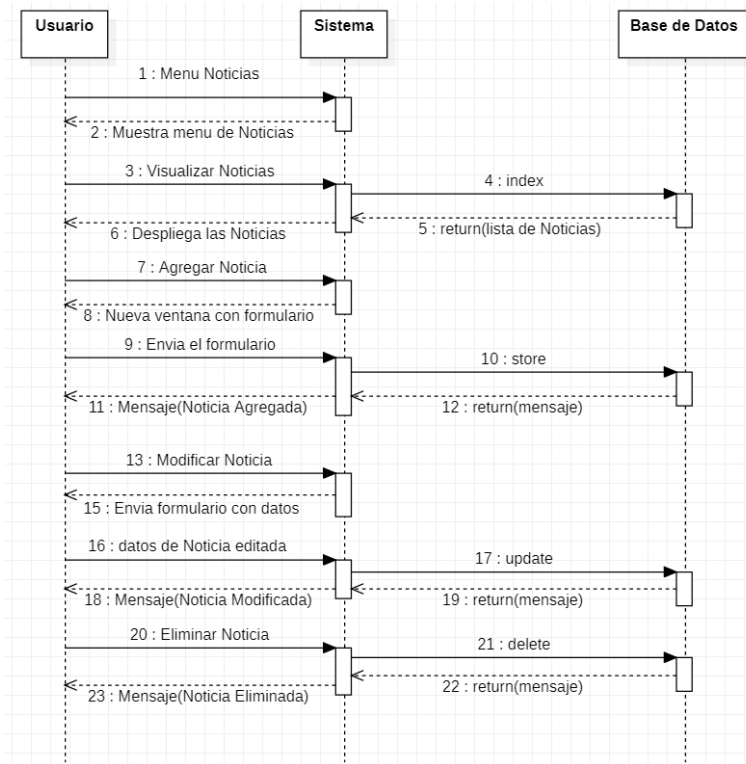 Usuario
Sistema
Base de Datos
1 : Menu Noticias
2 : Muestra menu de Noticias
3 : Visualizar Noticias
4 : index
5 : return(lista de Noticias)
6 : Despliega las Noticias
7 : Agregar Noticia
8 : Nueva ventana con formulario
9 : Envia el formulario
10 : store
11 : Mensaje(Noticia Agregada)
12 : return(mensaje)
13 : Modificar Noticia
15 : Envia formulario con datos
16 : datos de Noticia editada
17 : update
18 : Mensaje(Noticia Modificada)
19 : return(mensaje)
20 : Eliminar Noticia
21 : delete
22 : return(mensaje)
23 : Mensaje(Noticia Eliminada)